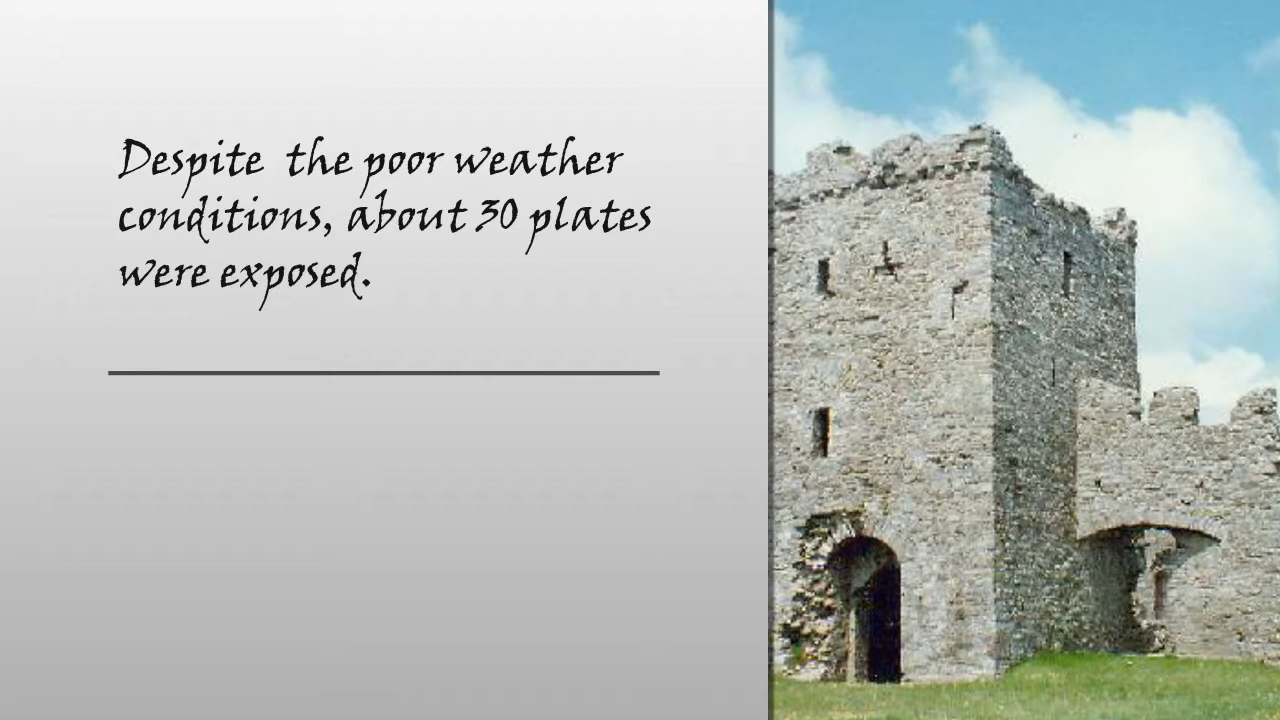 Despite the poor weather
conditions, about 30 plates
were exposed.